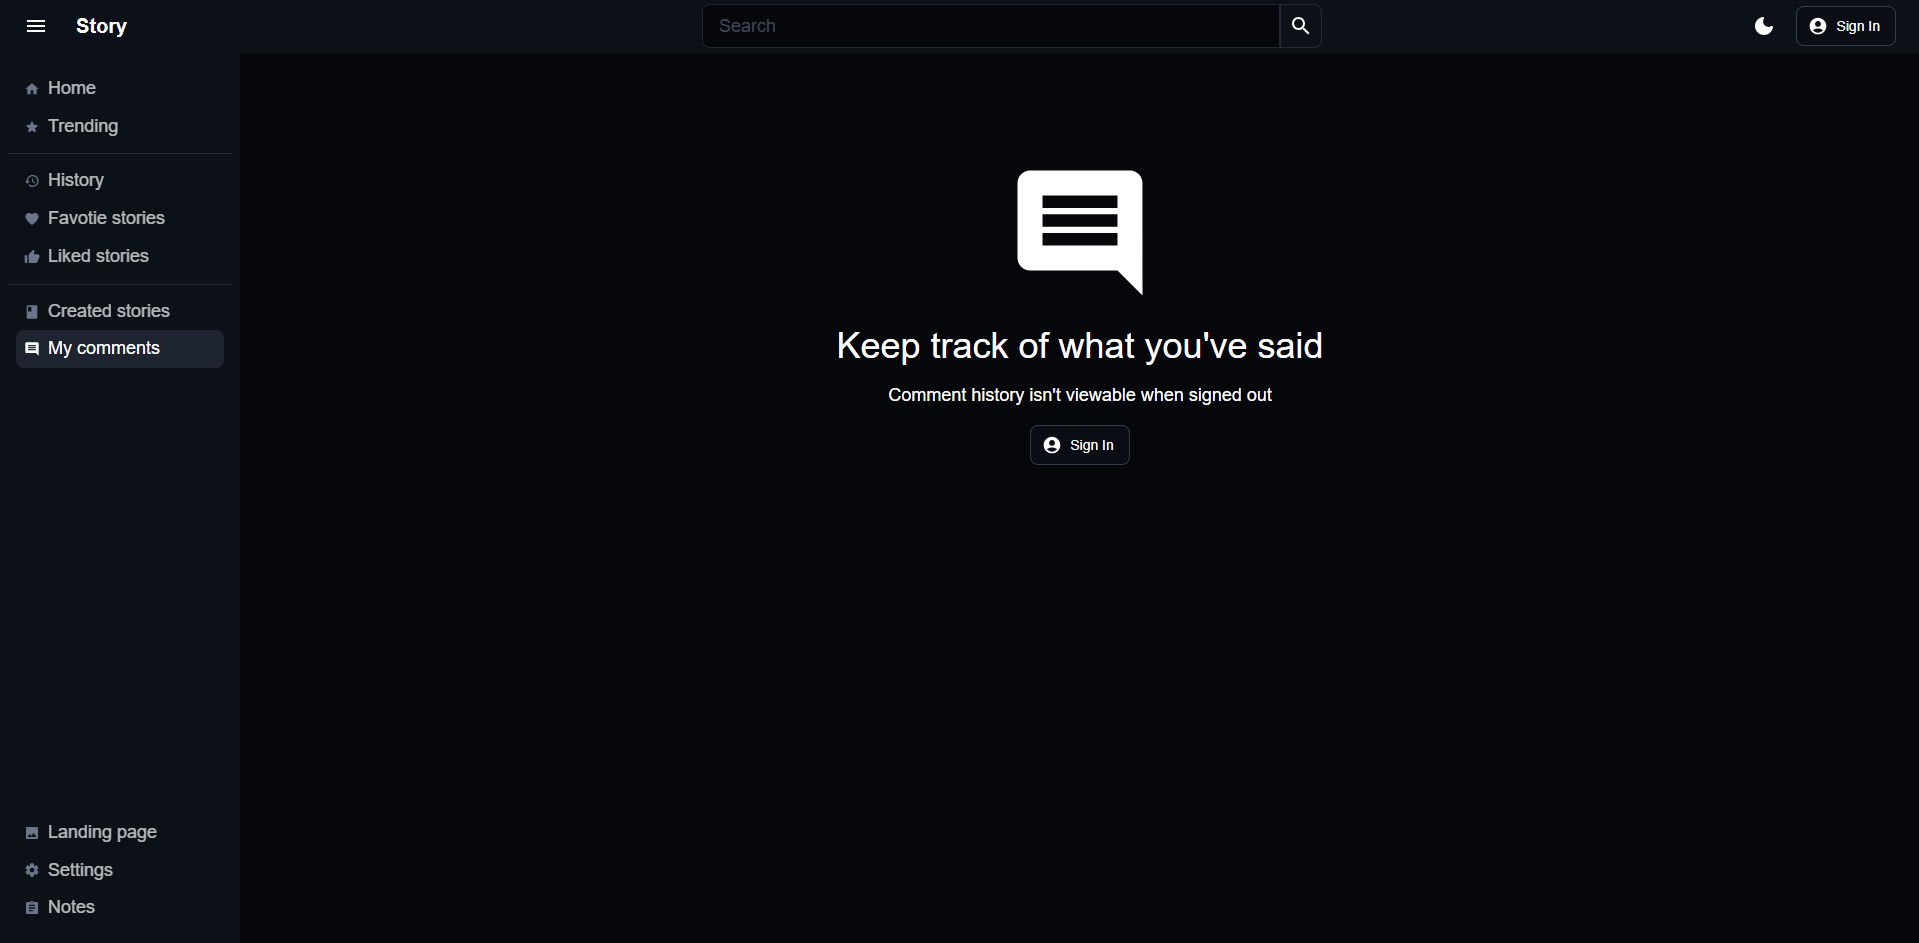 Story
Search
Sign In
Home
Trending
History
Favotie stories
Liked stories
Created stories
My comments
Keep track of what you've said
Comment history isn't viewable when signed out
Sign In
Landing page
Settings
Notes